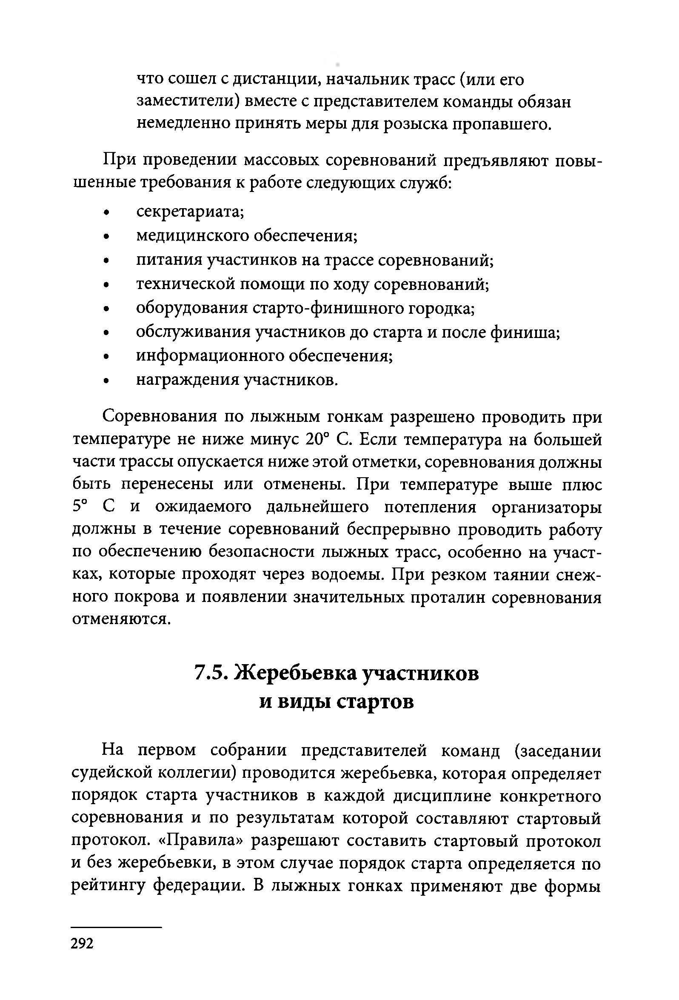 что сошел с дистанции, начальник трасс (или его
заместители) вместе с представителем команды обязан
немедленно принять меры для розыска пропавшего.
При проведении массовых соревнований предъявляют повы-
шенные требования к работе следующих служб:
• секретариата;
• медицинского обеспечения;
• питания участинков на трассе соревнований;
• технической помощи по ходу соревнований;
• оборудования старто-финишного городка;
• обслуживания участников до старта и после финиша;
• информационного обеспечения;
• награждения участников.
Соревнования по лыжным гонкам разрешено проводить при
температуре не ниже минус 20° С. Если температура на большей
части трассы опускается ниже этой отметки, соревнования должны
быть перенесены или отменены. При температуре выше плюс
5° С и ожидаемого дальнейшего потепления организаторы
должны в течение соревнований беспрерывно проводить работу
по обеспечению безопасности лыжных трасс, особенно на участ-
ках, которые проходят через водоемы. При резком таянии снеж-
ного покрова и появлении значительных проталин соревнования
отменяются.
7.5. Жеребьевка участников
и виды стартов
На первом собрании представителей команд (заседании
судейской коллегии) проводится жеребьевка, которая определяет
порядок старта участников в каждой дисциплине конкретного
соревнования и по результатам которой составляют стартовый
протокол. «Правила» разрешают составить стартовый протокол
и без жеребьевки, в этом случае порядок старта определяется по
рейтингу федерации. В лыжных гонках применяют две формы
292